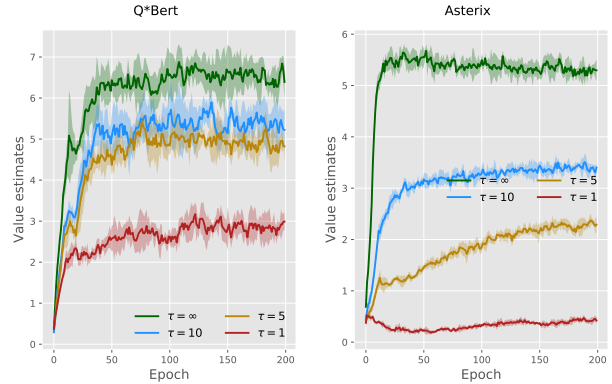 Q*Bert
Asterix
Value estimates
7
6
5
4
3
2
1
0
0
50
100
150
200
Epoch
τ = ∞
τ = 5
τ = 10
τ = 1
Value estimates
6
5
4
3
2
1
0
0
50
100
150
200
Epoch
τ = ∞
τ = 5
τ = 10
τ = 1